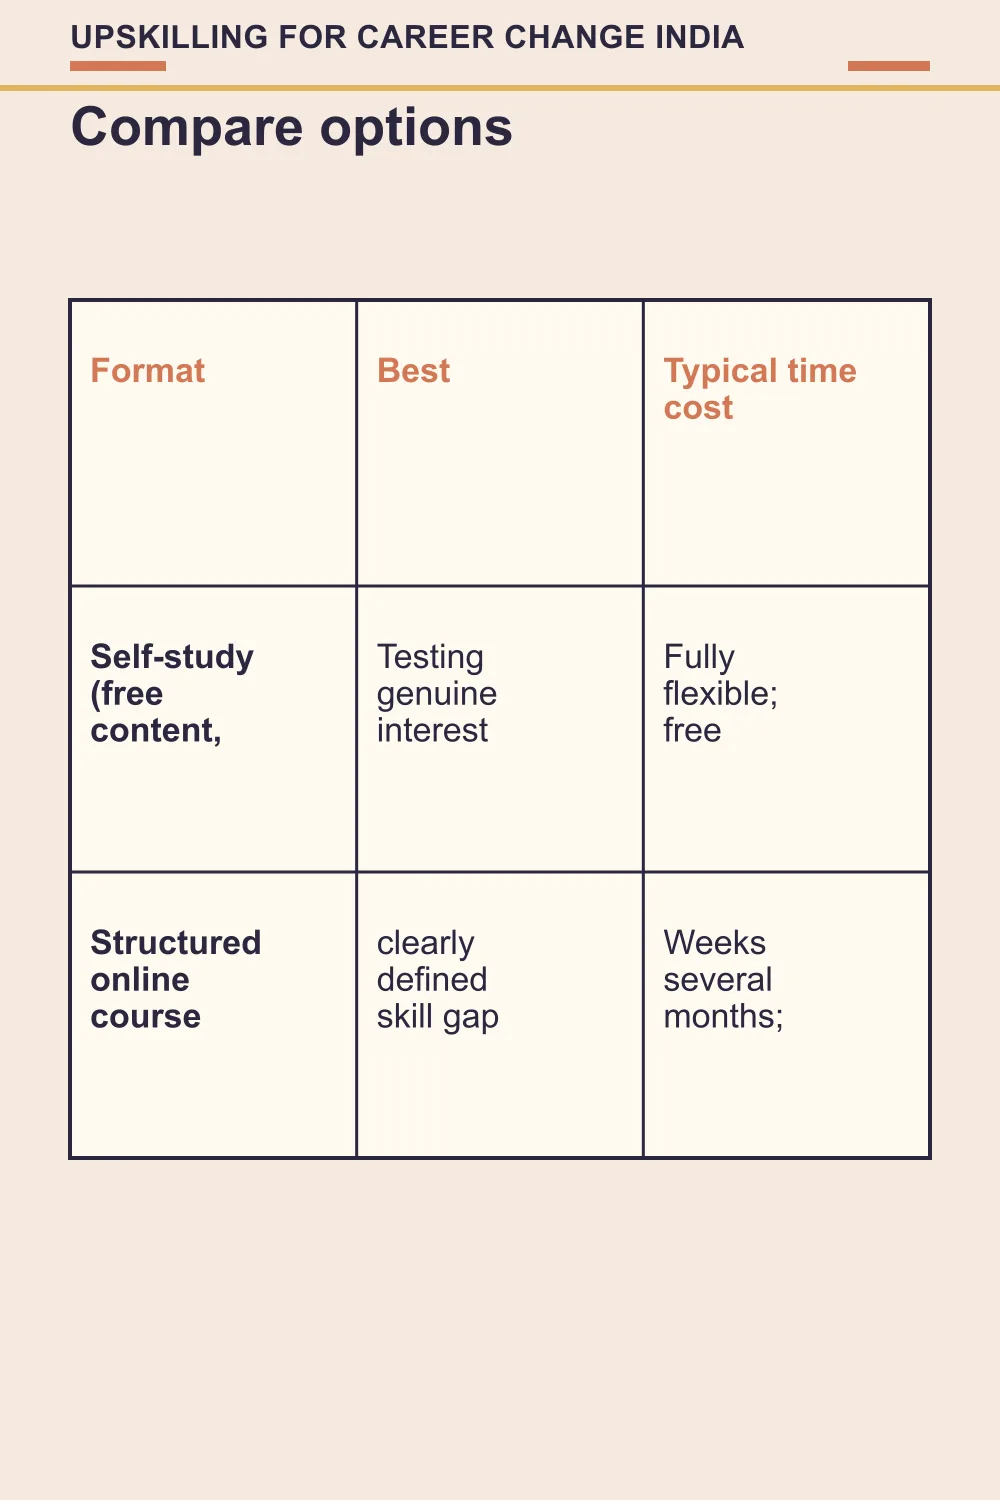 UPSKILLING FOR CAREER CHANGE INDIA
Compare options
Format
Best
Typical time
cost
Self-study
(free
content,
Testing
genuine
interest
Fully
flexible;
free
Structured
online
course
clearly
defined
skill gap
Weeks
several
months;